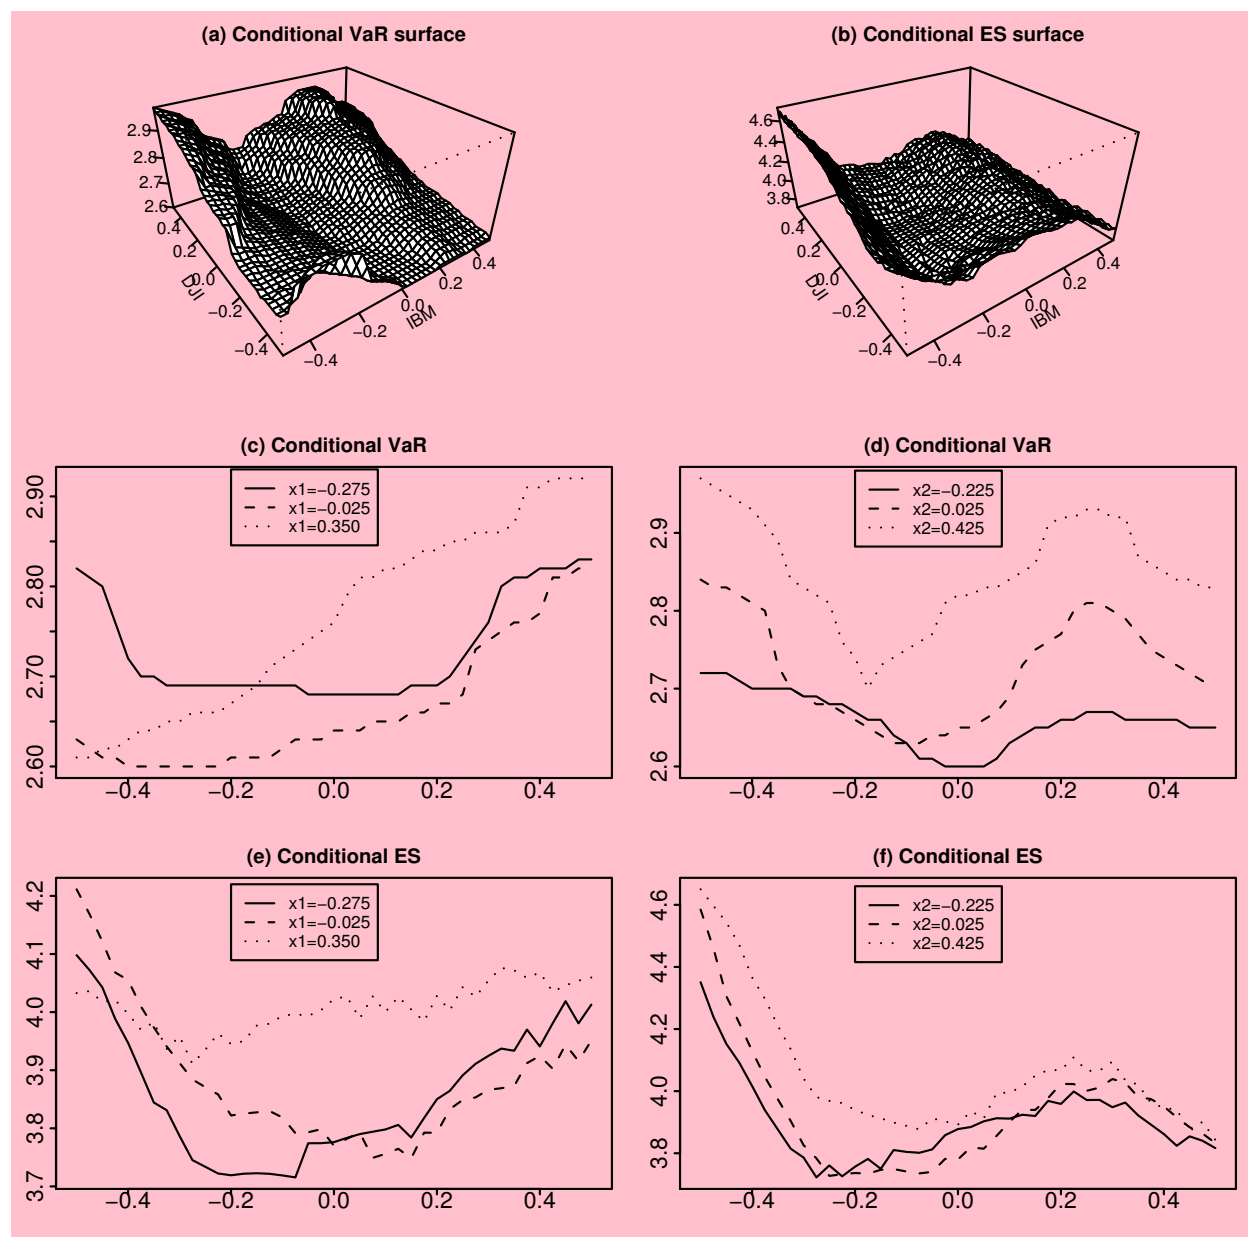 (a) Conditional VaR surface
2.9
2.8
2.7
2.6
0.4
0.2
0.0
−0.2
−0.4
DJI
−0.4
−0.2
0.0
0.2
0.4
IBM
(b) Conditional ES surface
4.6
4.4
4.2
4.0
3.8
0.4
0.2
0.0
−0.2
−0.4
DJI
−0.4
−0.2
0.0
0.2
0.4
IBM
(c) Conditional VaR
x1=−0.275
x1=−0.025
x1=0.350
2.90
2.80
2.70
2.60
−0.4 −0.2 0.0 0.2 0.4
(d) Conditional VaR
x2=−0.225
x2=0.025
x2=0.425
2.9
2.8
2.7
2.6
−0.4 −0.2 0.0 0.2 0.4
(e) Conditional ES
x1=−0.275
x1=−0.025
x1=0.350
4.2
4.1
4.0
3.9
3.8
3.7
−0.4 −0.2 0.0 0.2 0.4
(f) Conditional ES
x2=−0.225
x2=0.025
x2=0.425
4.6
4.4
4.2
4.0
3.8
−0.4 −0.2 0.0 0.2 0.4